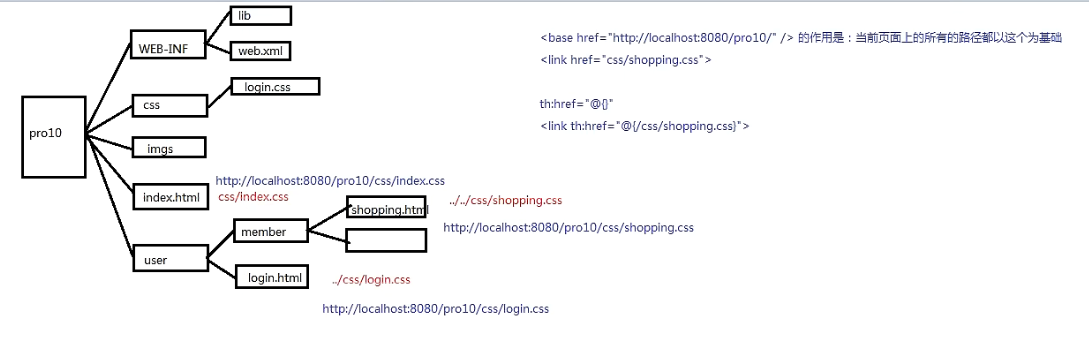 lib
WEB-INF
web.xml
login.css
css
pro10
imgs
http://localhost:8080/pro10/css/index.css
index.html
css/index.css
shopping.html
../../css/shopping.css
member
http://localhost:8080/pro10/css/shopping.css
user
login.html
../css/login.css
http://localhost:8080/pro10/css/login.css
<base href="http://localhost:8080/pro10/" /> 的作用是：当前页面上的所有的路径都以这个为基础
<link href="css/shopping.css">
th:href="@{}"
<link th:href="@{/css/shopping.css}">